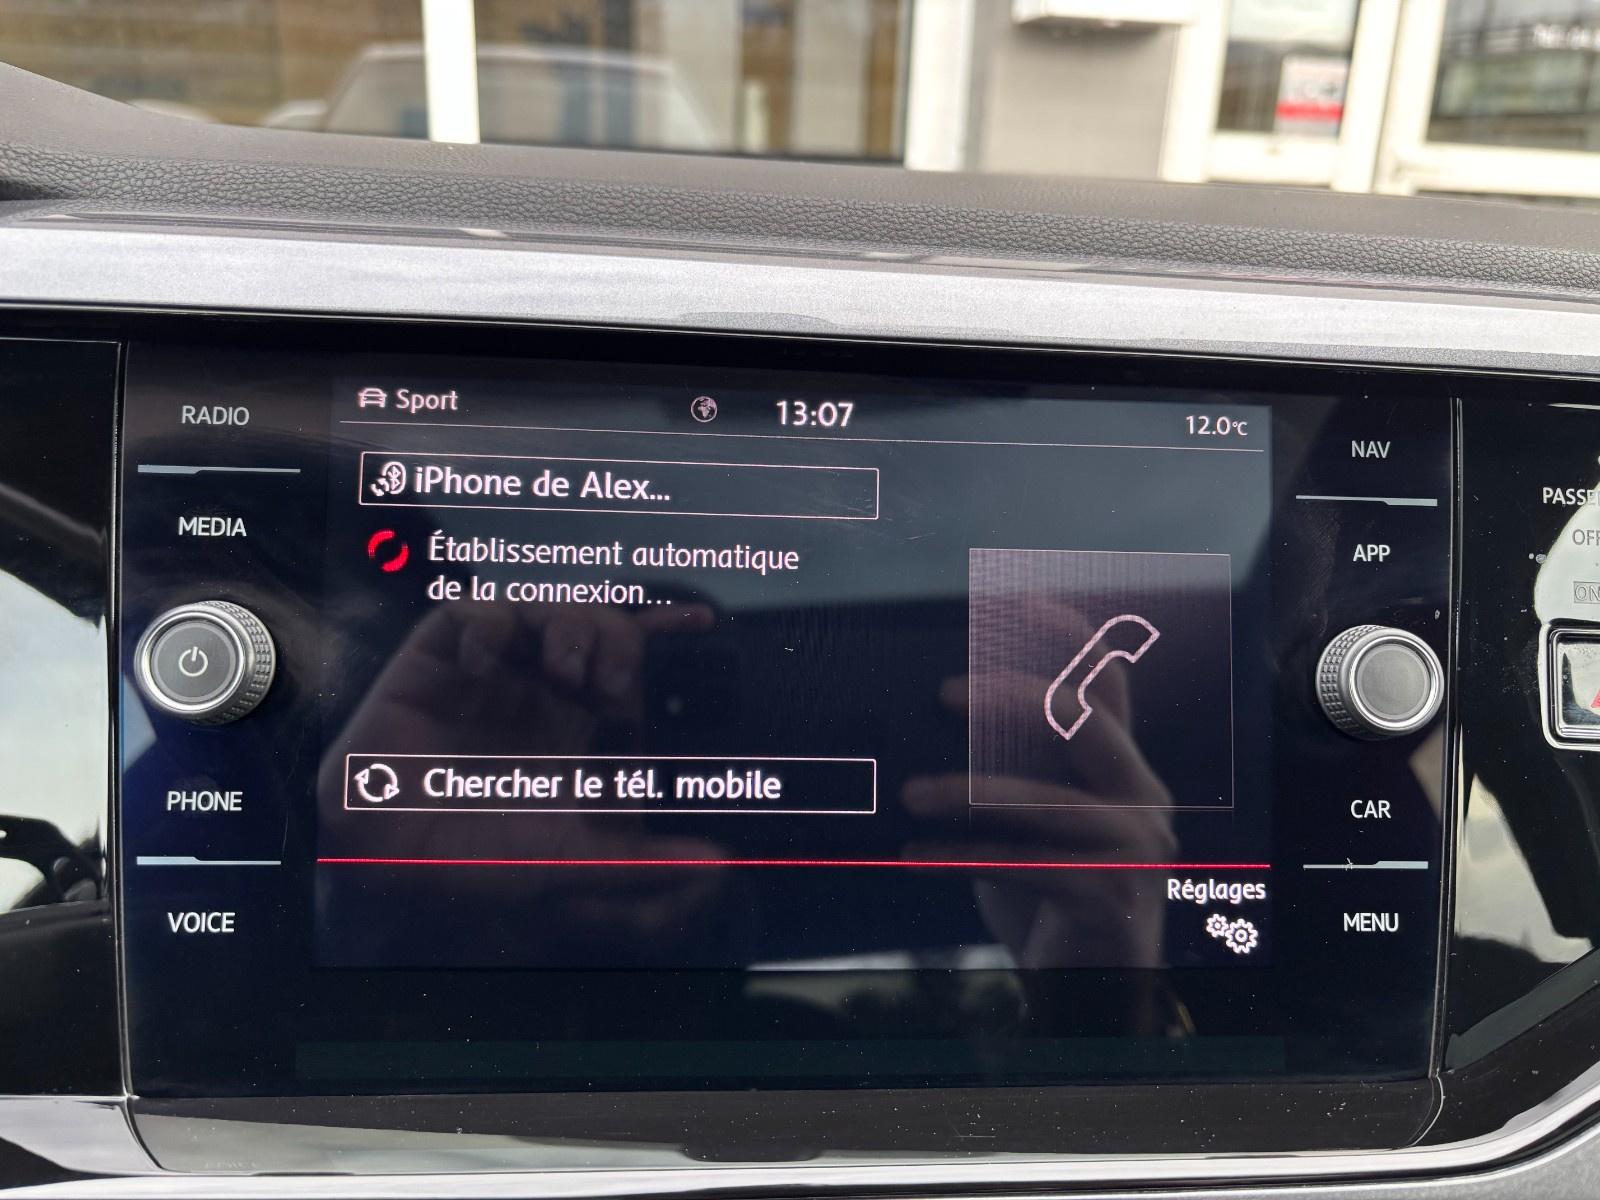 RADIO
MEDIA
PHONE
VOICE
Sport
13:07
12.0°C
iPhone de Alex...
Établissement automatique
de la connexion...
Chercher le tél. mobile
Réglages
NAV
APP
CAR
MENU
ON